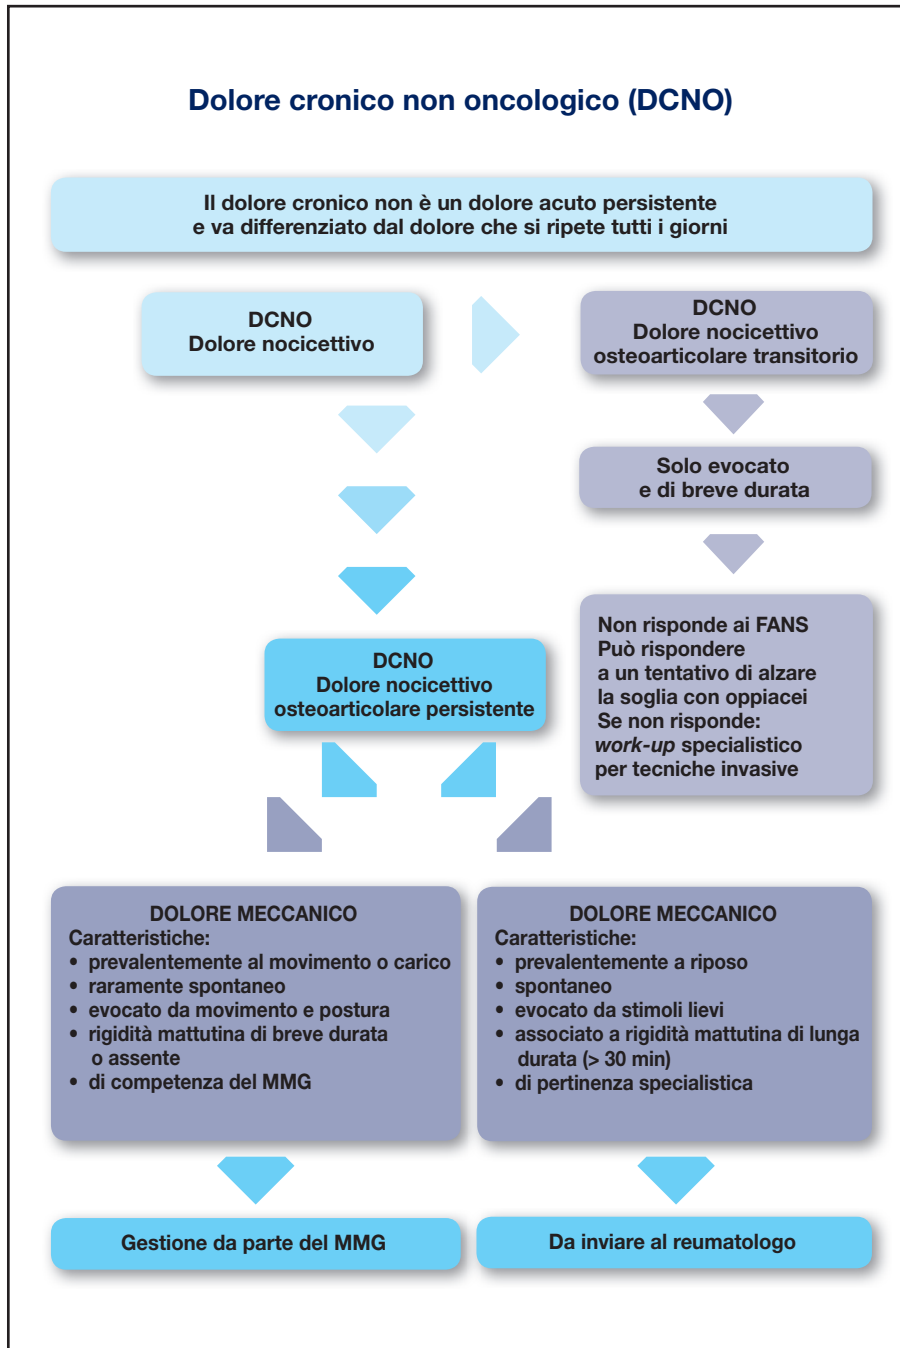 Dolore cronico non oncologico (DCNO)
Il dolore cronico non è un dolore acuto persistente
e va differenziato dal dolore che si ripete tutti i giorni
DCNO
Dolore nocicettivo
DCNO
Dolore nocicettivo
osteoarticolare transitorio
Solo evocato
e di breve durata
Non risponde ai FANS
Può rispondere
a un tentativo di alzare
la soglia con oppiacei
Se non risponde:
work-up specialistico
per tecniche invasive
DCNO
Dolore nocicettivo
osteoarticolare persistente
DOLORE MECCANICO
Caratteristiche:
• prevalentemente al movimento o carico
• raramente spontaneo
• evocato da movimento e postura
• rigidità mattutina di breve durata
o assente
• di competenza del MMG
DOLORE MECCANICO
Caratteristiche:
• prevalentemente a riposo
• spontaneo
• evocato da stimoli lievi
• associato a rigidità mattutina di lunga
durata (> 30 min)
• di pertinenza specialistica
Gestione da parte del MMG
Da inviare al reumatologo